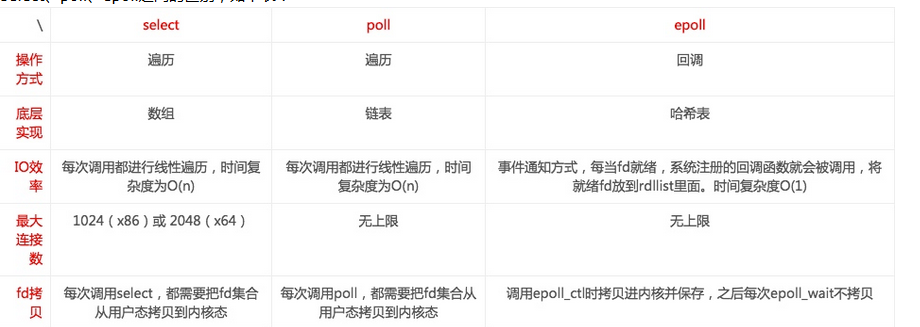 \ select poll epoll
操作 遍历 遍历 回调
方式
底层 数组 链表 哈希表
实现
IO效 每次调用都进行线性遍历，时间复 每次调用都进行线性遍历，时间 事件通知方式，每当fd就绪，系统注册的回调函数就会被调用，将
率 杂度为O(n) 复杂度为O(n) 就绪fd放到rdllist里面。时间复杂度O(1)
最大 1024（x86）或 2048（x64） 无上限 无上限
连接
数
fd拷 每次调用select，都需要把fd集合 每次调用poll，都需要把fd集合从 调用epoll_ctl时拷贝进内核并保存，之后每次epoll_wait不拷贝
贝 从用户态拷贝到内核态 用户态拷贝到内核态